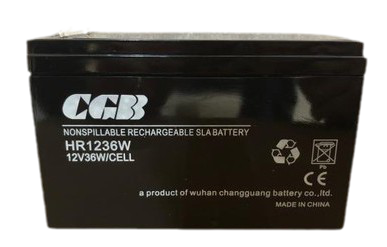 CGB
NONSPILLABLE RECHARGEABLE SLA BATTERY
HR1236W
12V36W/CELL
Pb
a product of wuhan changguang battery co.,ltd.
CE
MADE IN CHINA